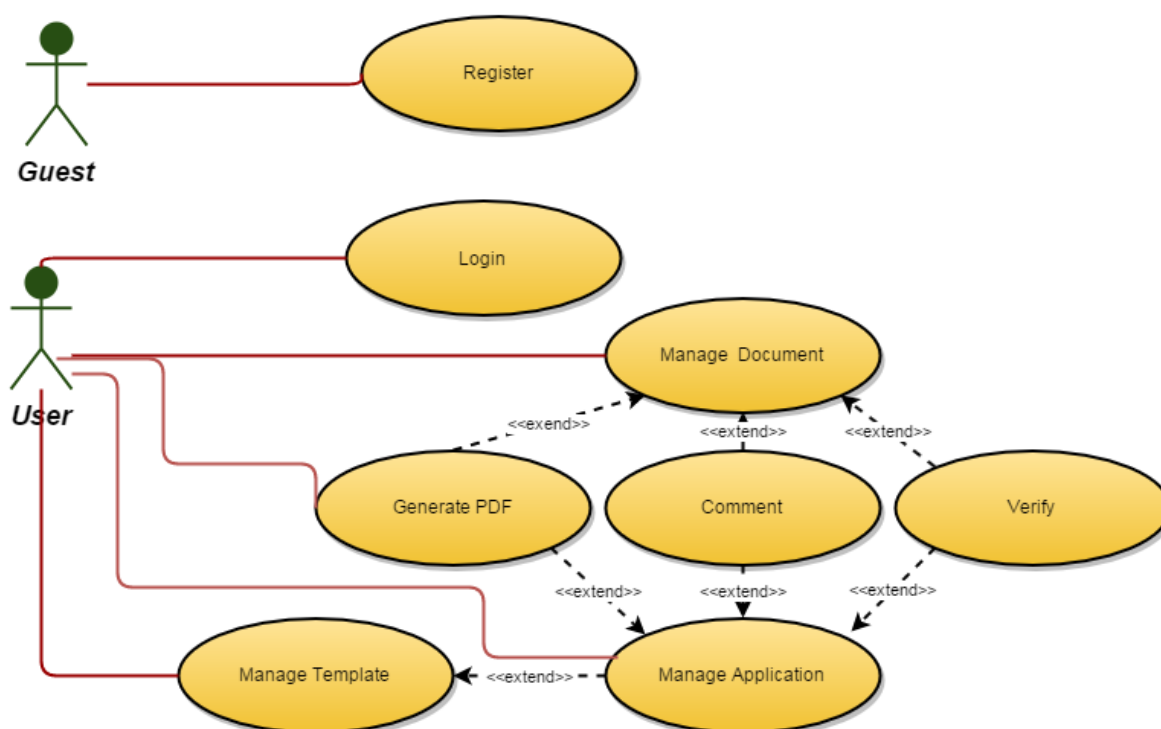 Register
Guest
Login
Manage Document
User
<<exend>>
<<extend>>
<<extend>>
Generate PDF
Comment
Verify
<<extend>>
<<extend>>
<<extend>>
Manage Template
<<extend>>
Manage Application